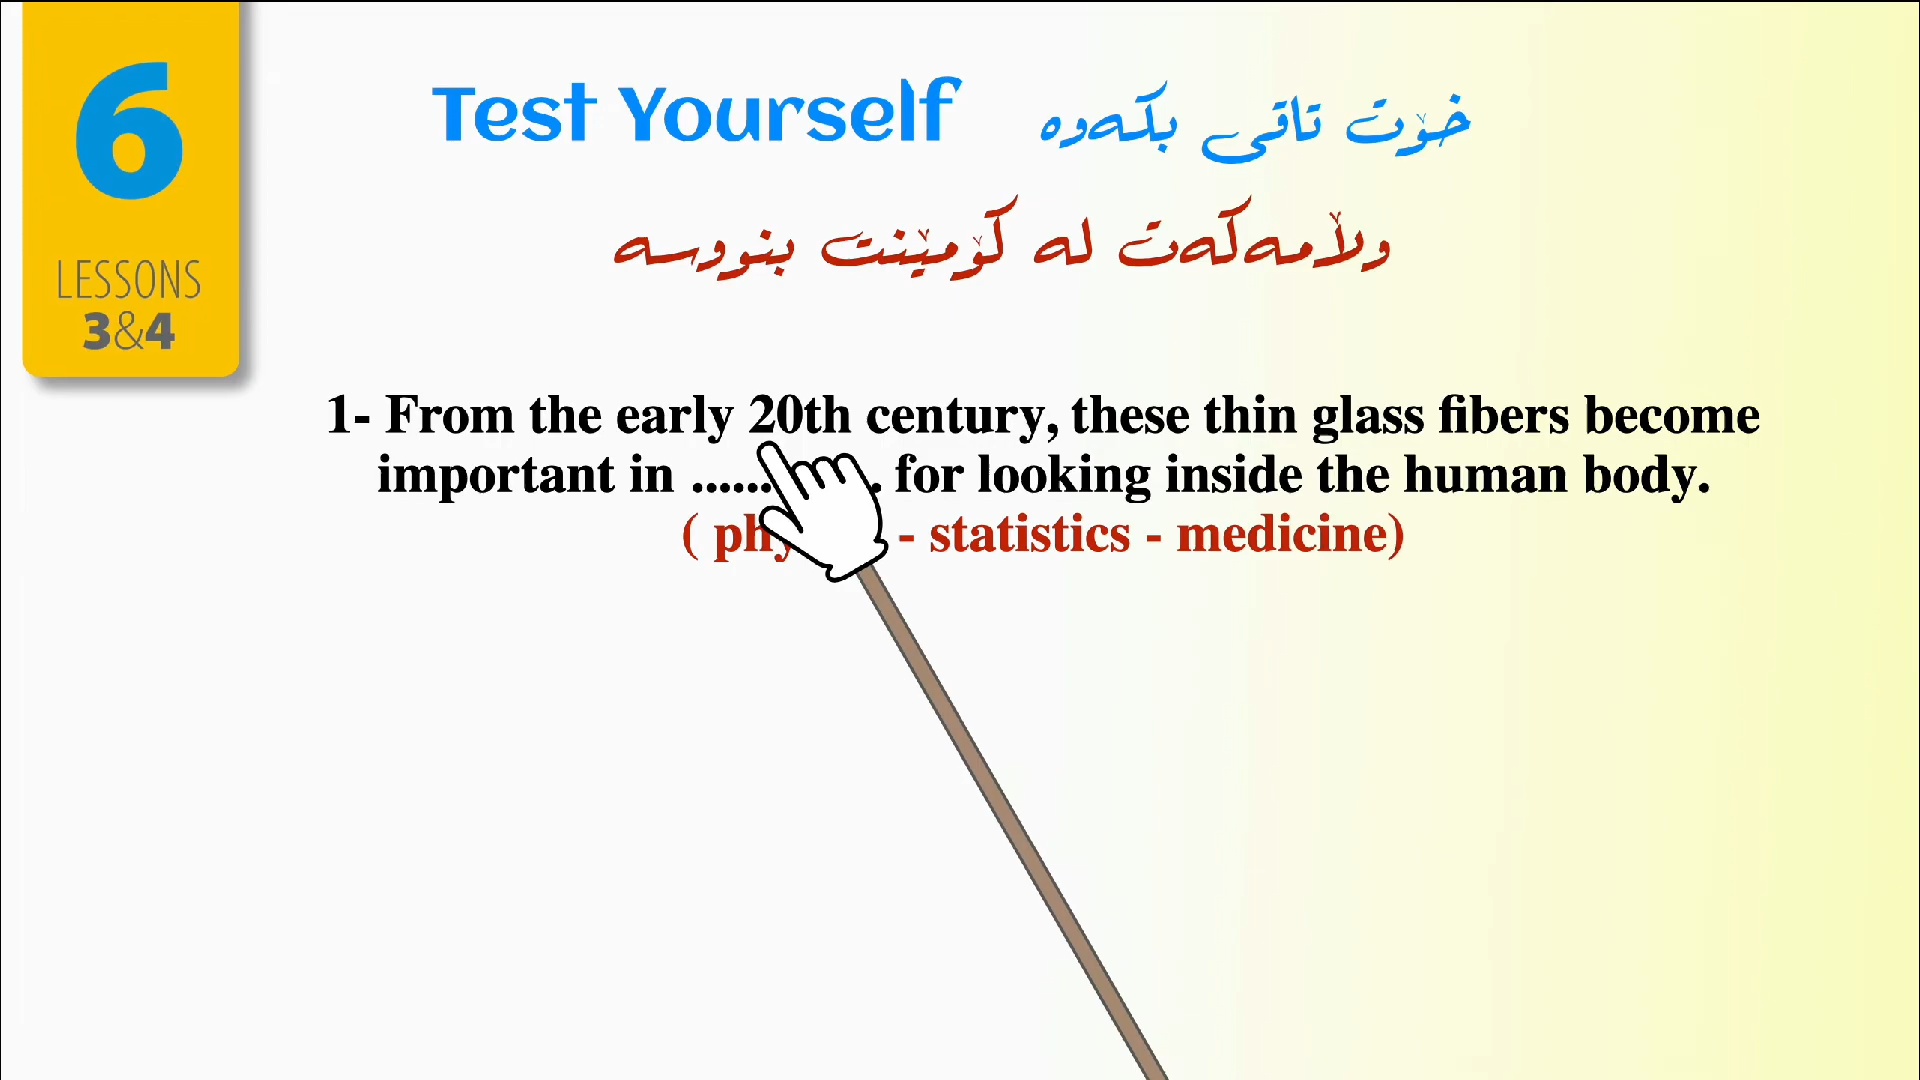 6
LESSONS
3&4
Test Yourself خۆت تاقی بکەوە
وەڵامەکەت لە کۆمێنت بنووسە
1- From the early 20th century, these thin glass fibers become
important in ....... for looking inside the human body.
( - statistics - medicine)